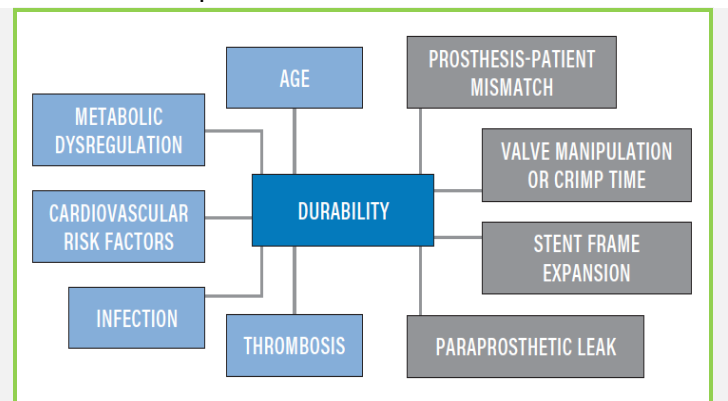 AGE
PROSTHESIS-PATIENT
MISMATCH
METABOLIC
DYSREGULATION
VALVE MANIPULATION
OR CRIMP TIME
DURABILITY
CARDIOVASCULAR
RISK FACTORS
STENT FRAME
EXPANSION
INFECTION
THROMBOSIS
PARAPROSTHETIC LEAK